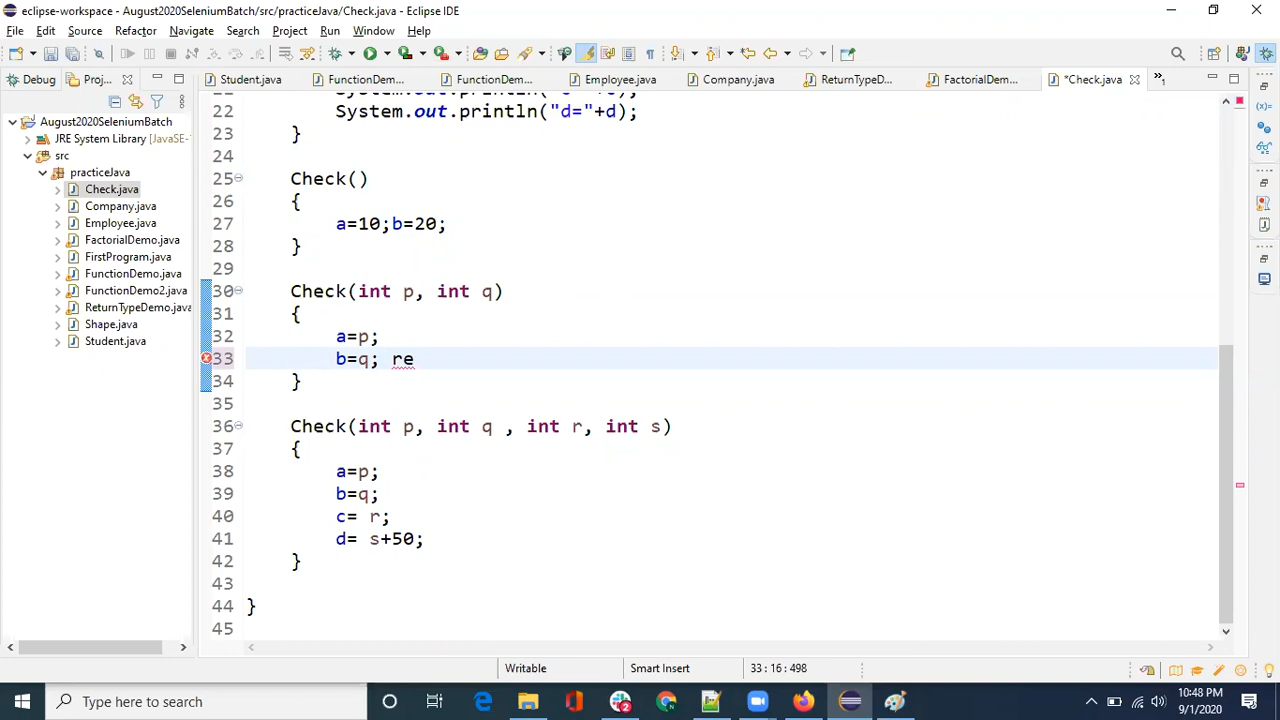 eclipse-workspace - August2020SeleniumBatch/src/practiceJava/Check.java - Eclipse IDE
File Edit Source Refactor Navigate Search Project Run Window Help
Debug Proj... Student.java FunctionDem... FunctionDem... Employee.java Company.java ReturnTypeD... FactorialDem... *Check.java »1
August2020SeleniumBatch
JRE System Library [JavaSE-
src
practiceJava
Check.java
Company.java
Employee.java
FactorialDemo.java
FirstProgram.java
FunctionDemo.java
FunctionDemo2.java
ReturnTypeDemo.java
Shape.java
Student.java
22 System.out.println("d="+d);
23 }
24
25 Check()
26 {
27 a=10;b=20;
28 }
29
30 Check(int p, int q)
31 {
32 a=p;
33 b=q; re
34 }
35
36 Check(int p, int q , int r, int s)
37 {
38 a=p;
39 b=q;
40 c= r;
41 d= s+50;
42 }
43
44 }
45
Writable Smart Insert 33 : 16 : 498
Type here to search
2
10:48 PM
9/1/2020